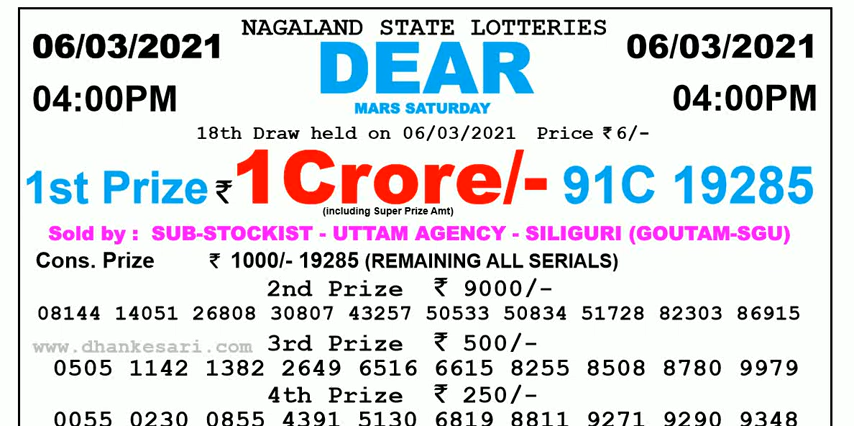 NAGALAND STATE LOTTERIES
06/03/2021 DEAR 06/03/2021
04:00PM MARS SATURDAY 04:00PM
18th Draw held on 06/03/2021 Price ₹ 6/-
1st Prize ₹ 1Crore/- 91C 19285
(including Super Prize Amt)
Sold by : SUB-STOCKIST - UTTAM AGENCY - SILIGURI (GOUTAM-SGU)
Cons. Prize ₹ 1000/- 19285 (REMAINING ALL SERIALS)
2nd Prize ₹ 9000/-
08144 14051 26808 30807 43257 50533 50834 51728 82303 86915
www.dhankesari.com 3rd Prize ₹ 500/-
0505 1142 1382 2649 6516 6615 8255 8508 8780 9979
4th Prize ₹ 250/-
0055 0230 0855 4391 5130 6819 8811 9271 9290 9348